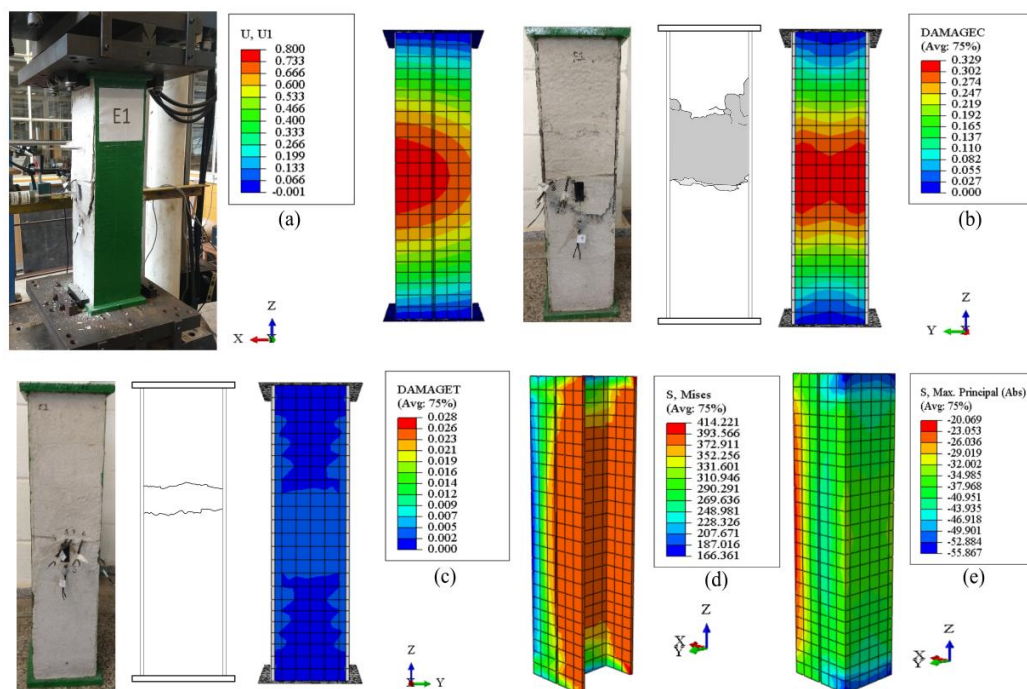 E1
U, U1
0.800
0.733
0.666
0.600
0.533
0.466
0.400
0.333
0.266
0.199
0.133
0.066
-0.001
(a)
Z
X
E1
DAMAGEC
(Avg: 75%)
0.329
0.302
0.274
0.247
0.219
0.192
0.165
0.137
0.110
0.082
0.055
0.027
0.000
(b)
Z
Y
E1
DAMAGET
(Avg: 75%)
0.028
0.026
0.023
0.021
0.019
0.016
0.014
0.012
0.009
0.007
0.005
0.002
0.000
(c)
Z
Y
S, Mises
(Avg: 75%)
414.221
393.566
372.911
352.256
331.601
310.946
290.291
269.636
248.981
228.326
207.671
187.016
166.361
(d)
Z
X
Y
S, Max. Principal (Abs)
(Avg: 75%)
-20.069
-23.053
-26.036
-29.019
-32.002
-34.985
-37.968
-40.951
-43.935
-46.918
-49.901
-52.884
-55.867
(e)
Z
X
Y